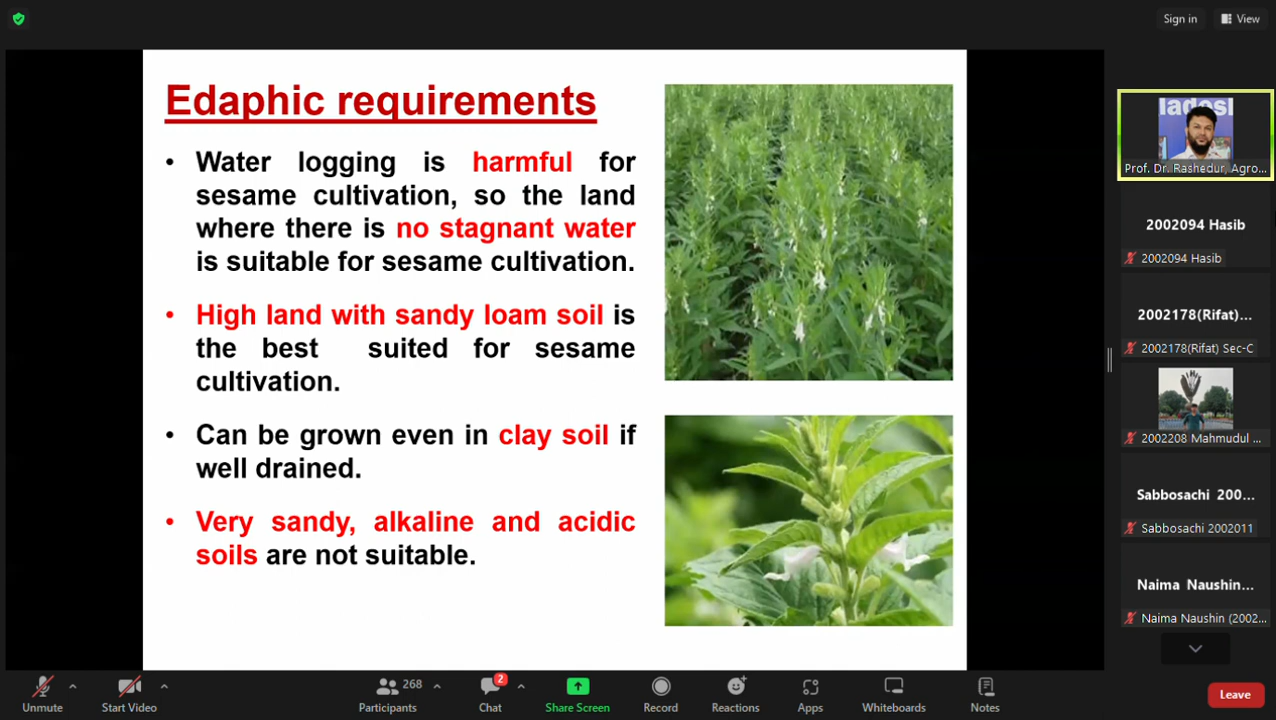 Sign in
View
Edaphic requirements
• Water logging is harmful for
sesame cultivation, so the land
where there is no stagnant water
is suitable for sesame cultivation.
• High land with sandy loam soil is
the best suited for sesame
cultivation.
• Can be grown even in clay soil if
well drained.
• Very sandy, alkaline and acidic
soils are not suitable.
Prof. Dr. Rashedur, Agro...
2002094 Hasib
2002094 Hasib
2002178(Rifat)...
2002178(Rifat) Sec-C
2002208 Mahmudul ...
Sabbosachi 200...
Sabbosachi 2002011
Naima Naushin...
Naima Naushin (2002...
Unmute
Start Video
268
Participants
2
Chat
Share Screen
Record
Reactions
Apps
Whiteboards
Notes
Leave